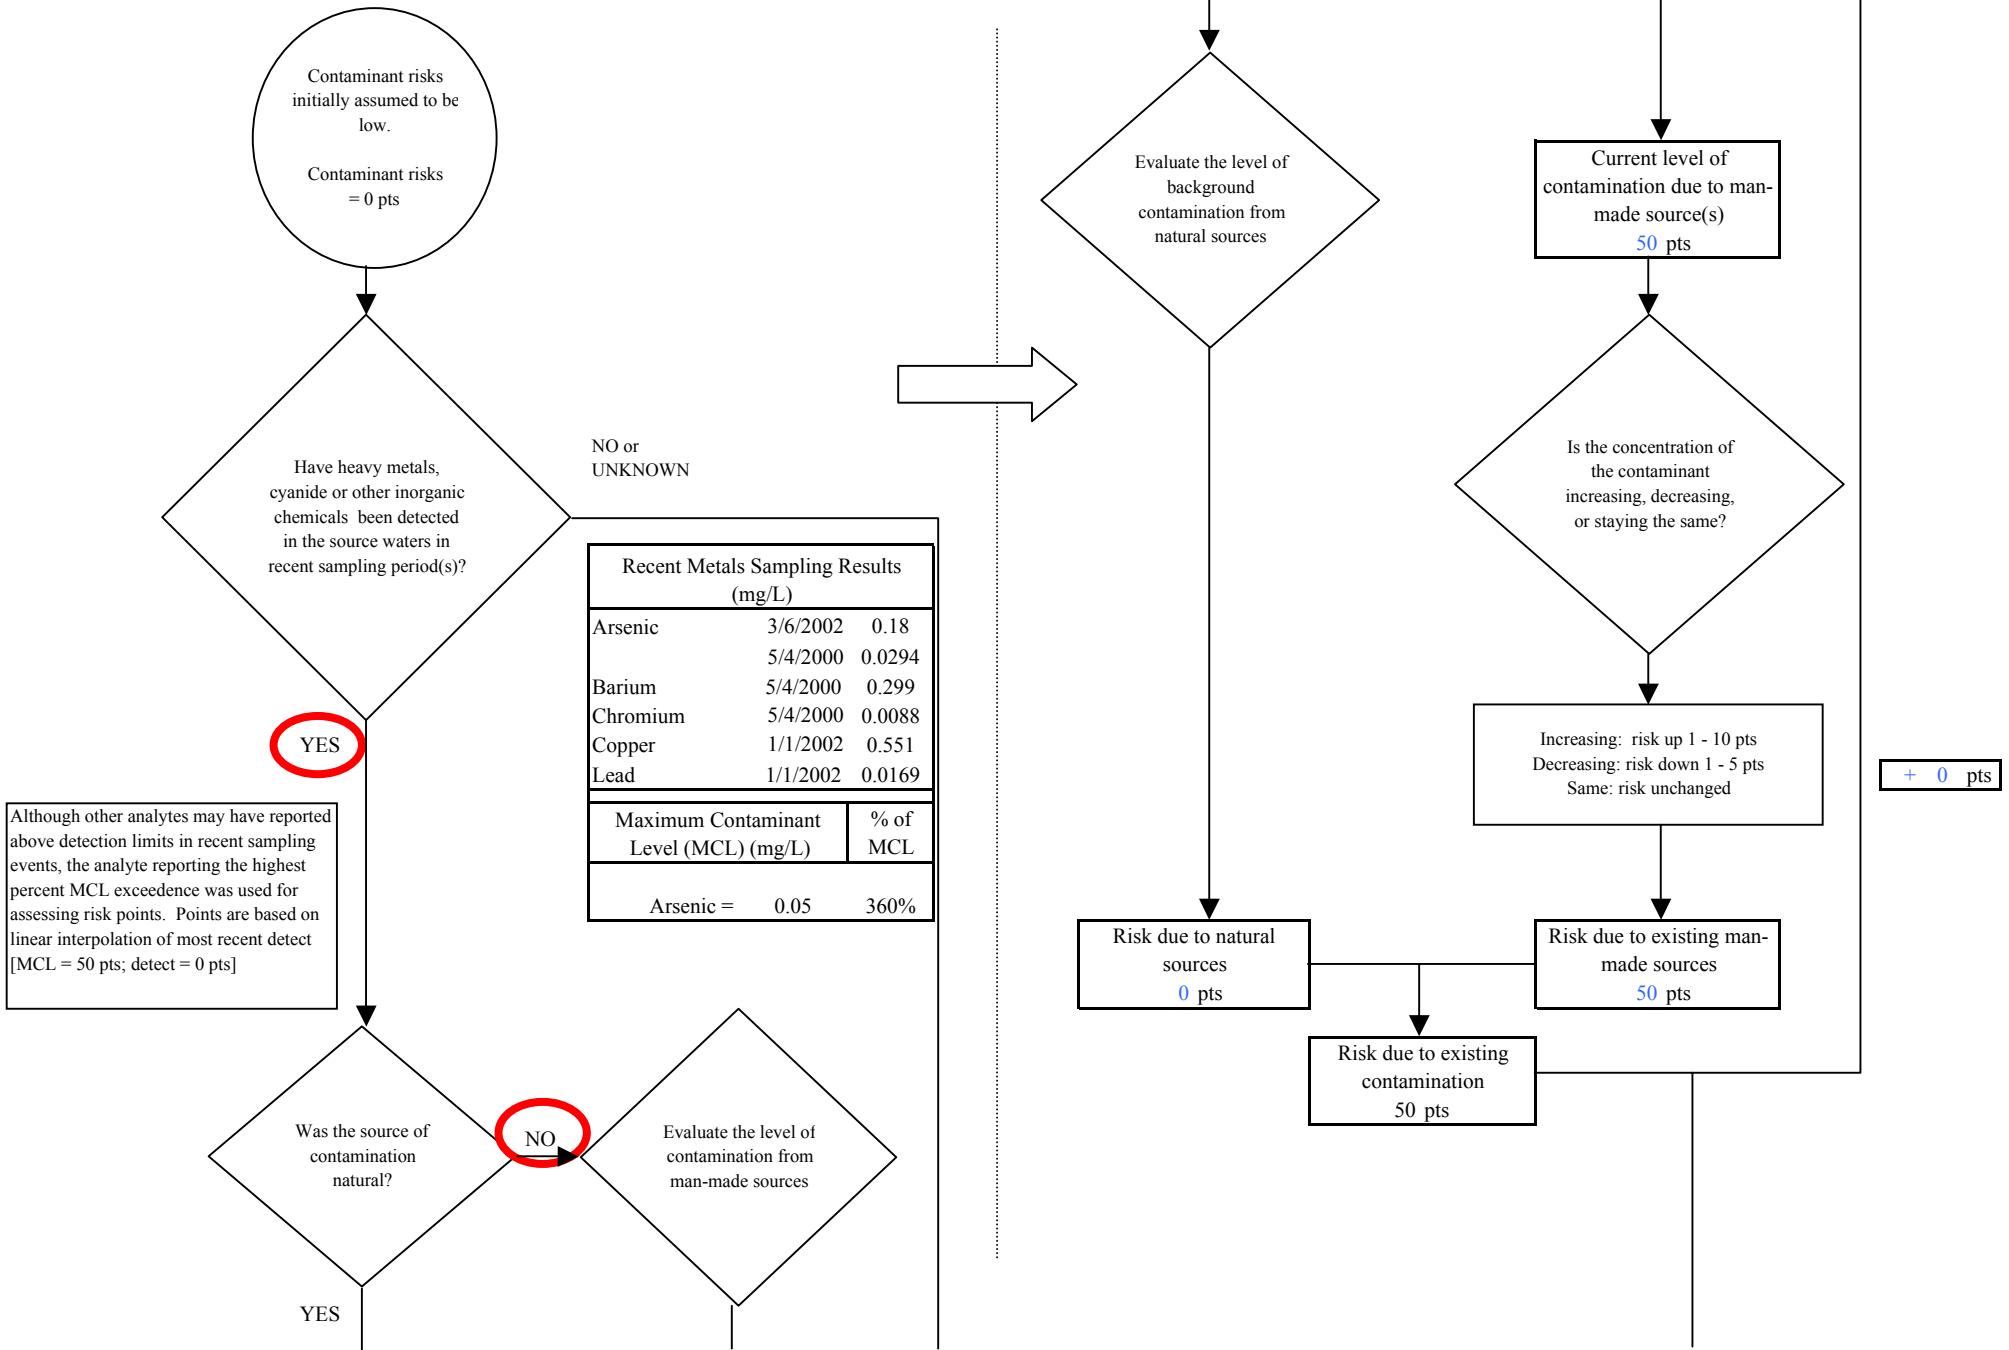 Contaminant risks
initially assumed to be
low.
Contaminant risks
= 0 pts
Have heavy metals,
cyanide or other inorganic
chemicals been detected
in the source waters in
recent sampling period(s)?
NO or
UNKNOWN
YES
Recent Metals Sampling Results
(mg/L)
Arsenic 3/6/2002 0.18
5/4/2000 0.0294
Barium 5/4/2000 0.299
Chromium 5/4/2000 0.0088
Copper 1/1/2002 0.551
Lead 1/1/2002 0.0169
Maximum Contaminant
Level (MCL) (mg/L)
% of
MCL
Arsenic = 0.05 360%
Although other analytes may have reported
above detection limits in recent sampling
events, the analyte reporting the highest
percent MCL exceedence was used for
assessing risk points. Points are based on
linear interpolation of most recent detect
[MCL = 50 pts; detect = 0 pts]
Was the source of
contamination
natural?
NO
Evaluate the level of
contamination from
man-made sources
YES
Evaluate the level of
background
contamination from
natural sources
Current level of
contamination due to man-
made source(s)
50 pts
Is the concentration of
the contaminant
increasing, decreasing,
or staying the same?
Increasing: risk up 1 - 10 pts
Decreasing: risk down 1 - 5 pts
Same: risk unchanged
+ 0 pts
Risk due to natural
sources
0 pts
Risk due to existing man-
made sources
50 pts
Risk due to existing
contamination
50 pts